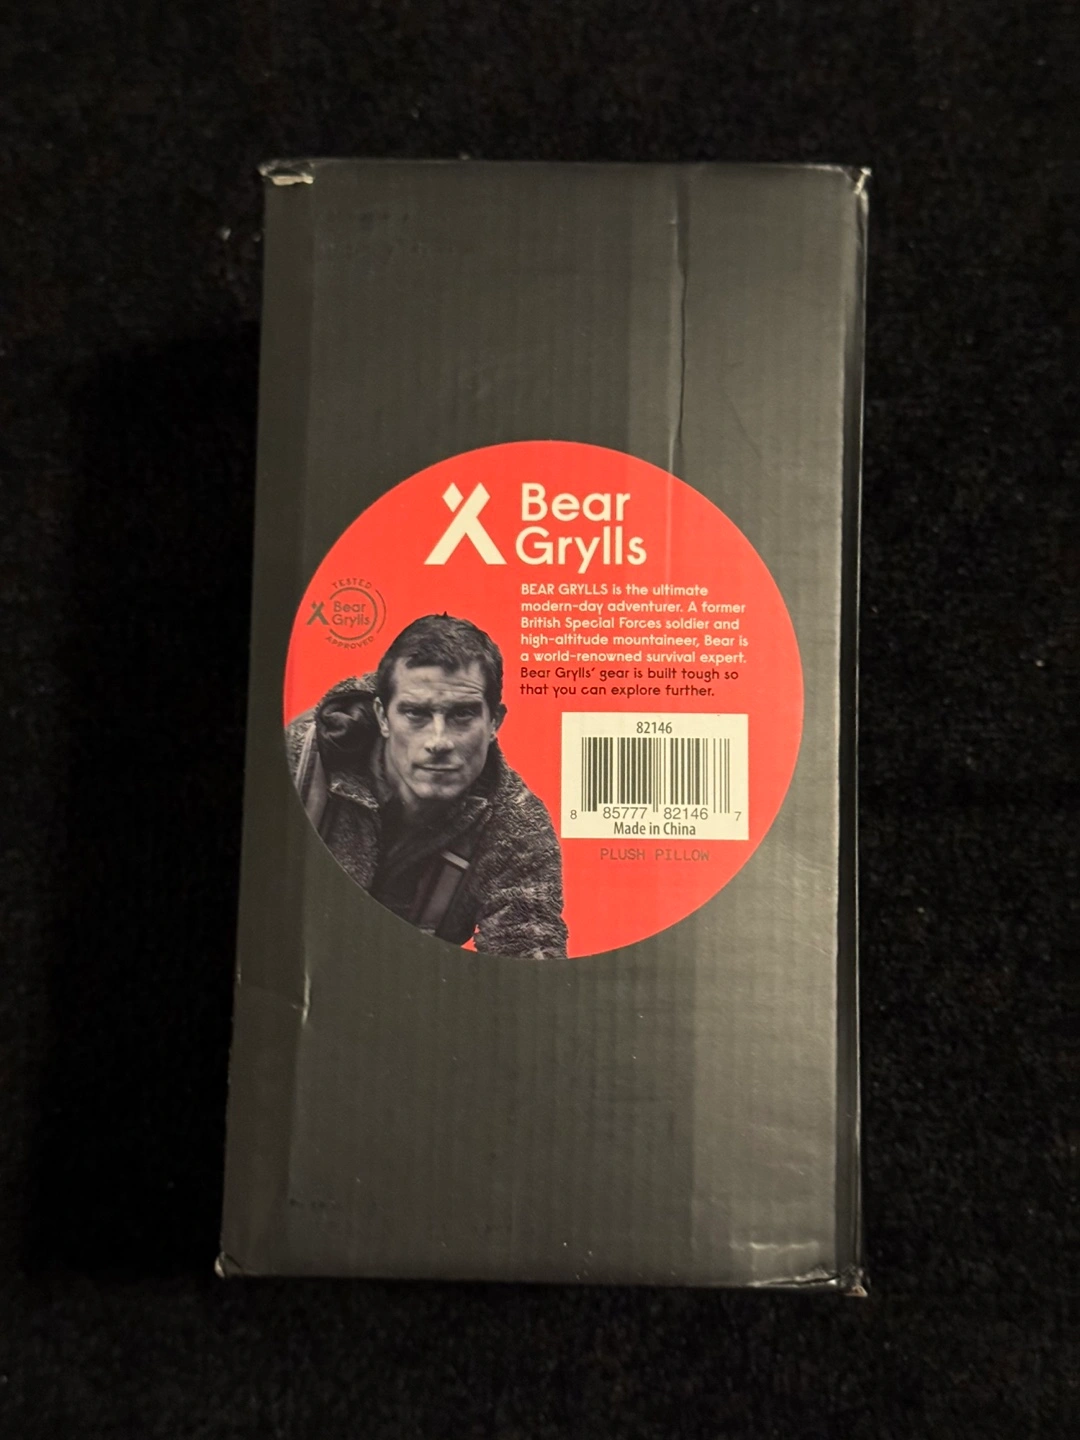 Bear
Grylls
BEAR GRYLLS is the ultimate
modern-day adventurer. A former
British Special Forces soldier and
high-altitude mountaineer, Bear is
a world-renowned survival expert.
Bear Grylls' gear is built tough so
that you can explore further.
TESTED
Bear
Grylls
APPROVED
82146
8 85777 82146 7
Made in China
PLUSH PILLOW